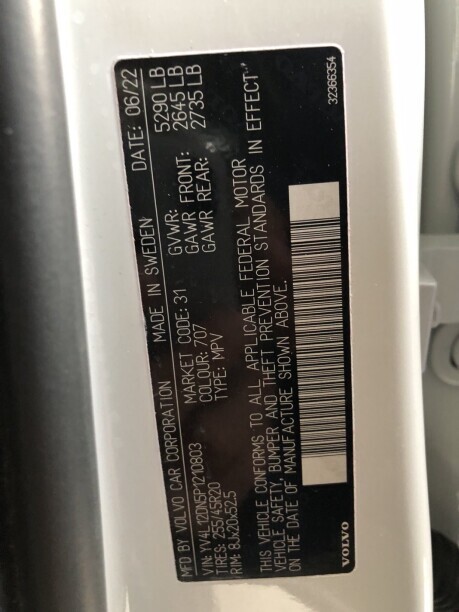 MFD BY VOLVO CAR CORPORATION MADE IN SWEDEN DATE: 06/22
VIN: YV4L12DN5P1210803 MARKET CODE: 31 GVWR: 5290 LB
TIRES: 255/45R20 COLOUR: 707 GAWR FRONT: 2645 LB
RIM: 8Jx20x52.5 TYPE: MPV GAWR REAR: 2735 LB
THIS VEHICLE CONFORMS TO ALL APPLICABLE FEDERAL MOTOR
VEHICLE SAFETY, BUMPER AND THEFT PREVENTION STANDARDS IN EFFECT
ON THE DATE OF MANUFACTURE SHOWN ABOVE.
VOLVO 32366354